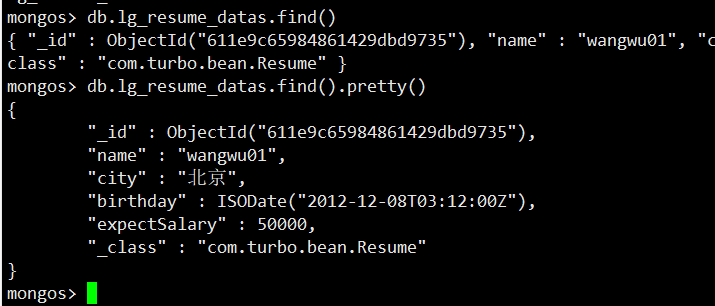 mongos> db.lg_resume_datas.find()
{ "_id" : ObjectId("611e9c65984861429dbd9735"), "name" : "wangwu01", "c
class" : "com.turbo.bean.Resume" }
mongos> db.lg_resume_datas.find().pretty()
{
        "_id" : ObjectId("611e9c65984861429dbd9735"),
        "name" : "wangwu01",
        "city" : "北京",
        "birthday" : ISODate("2012-12-08T03:12:00Z"),
        "expectSalary" : 50000,
        "_class" : "com.turbo.bean.Resume"
}
mongos>